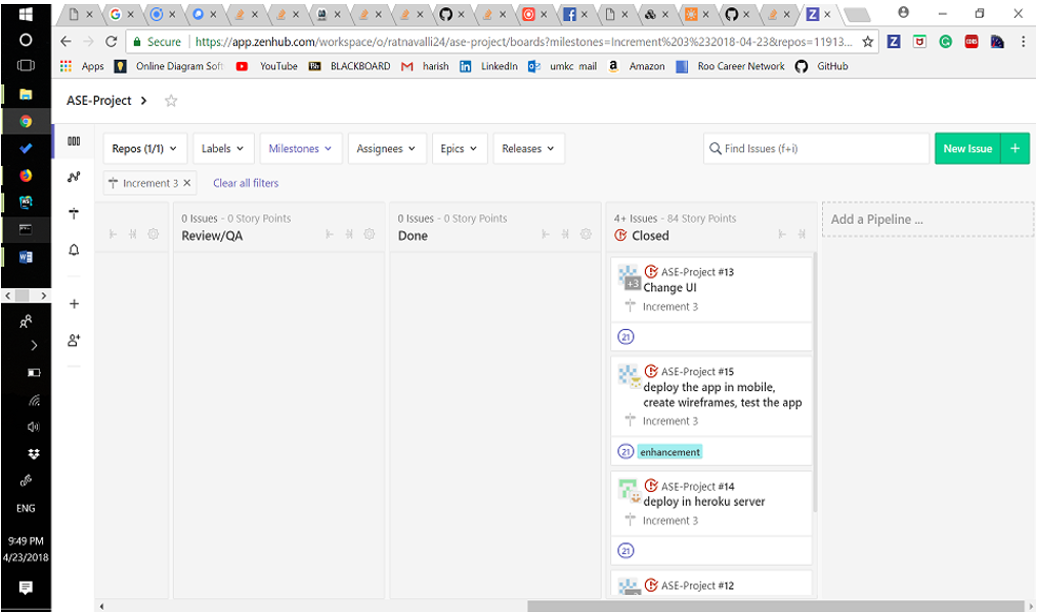 Secure
https://app.zenhub.com/workspace/o/ratnavalli24/ase-project/boards?milestones=Increment%203%232018-04-23&repos=11913...
Apps
Online Diagram Soft
YouTube
BLACKBOARD
harish
LinkedIn
umkc mail
Amazon
Roo Career Network
GitHub
ASE-Project
Repos (1/1)
Labels
Milestones
Assignees
Epics
Releases
Find Issues (f+i)
New Issue
Increment 3
Clear all filters
0 Issues - 0 Story Points
Review/QA
0 Issues - 0 Story Points
Done
4+ Issues - 84 Story Points
Closed
Add a Pipeline ...
ASE-Project #13
+3
Change UI
Increment 3
21
ASE-Project #15
deploy the app in mobile,
create wireframes, test the app
Increment 3
21 enhancement
ASE-Project #14
deploy in heroku server
Increment 3
21
ASE-Project #12
ENG
9:49 PM
4/23/2018